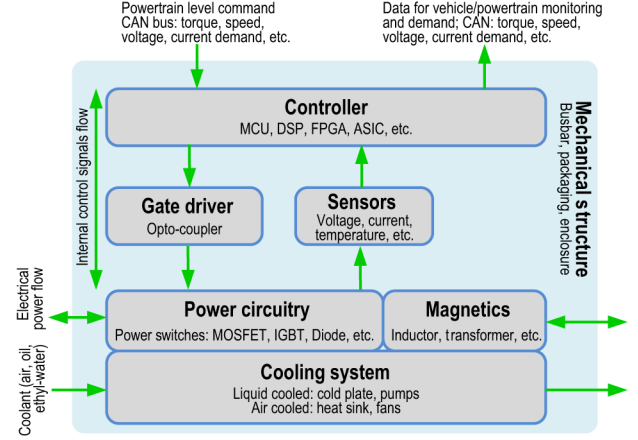 Powertrain level command
CAN bus: torque, speed,
voltage, current demand, etc.
Data for vehicle/powertrain monitoring
and demand; CAN: torque, speed,
voltage, current demand, etc.
Internal control signals flow
Controller
MCU, DSP, FPGA, ASIC, etc.
Mechanical structure
Busbar, packaging, enclosure
Gate driver
Opto-coupler
Sensors
Voltage, current,
temperature, etc.
Electrical
power flow
Power circuitry
Power switches: MOSFET, IGBT, Diode, etc.
Magnetics
Inductor, transformer, etc.
Coolant (air, oil,
ethyl-water)
Cooling system
Liquid cooled: cold plate, pumps
Air cooled: heat sink, fans